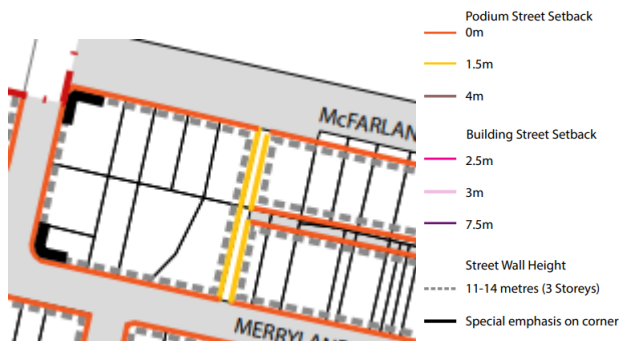 Podium Street Setback
0m
1.5m
4m
Building Street Setback
2.5m
3m
7.5m
Street Wall Height
11-14 metres (3 Storeys)
Special emphasis on corner
McFARLAN
MERRYLAN